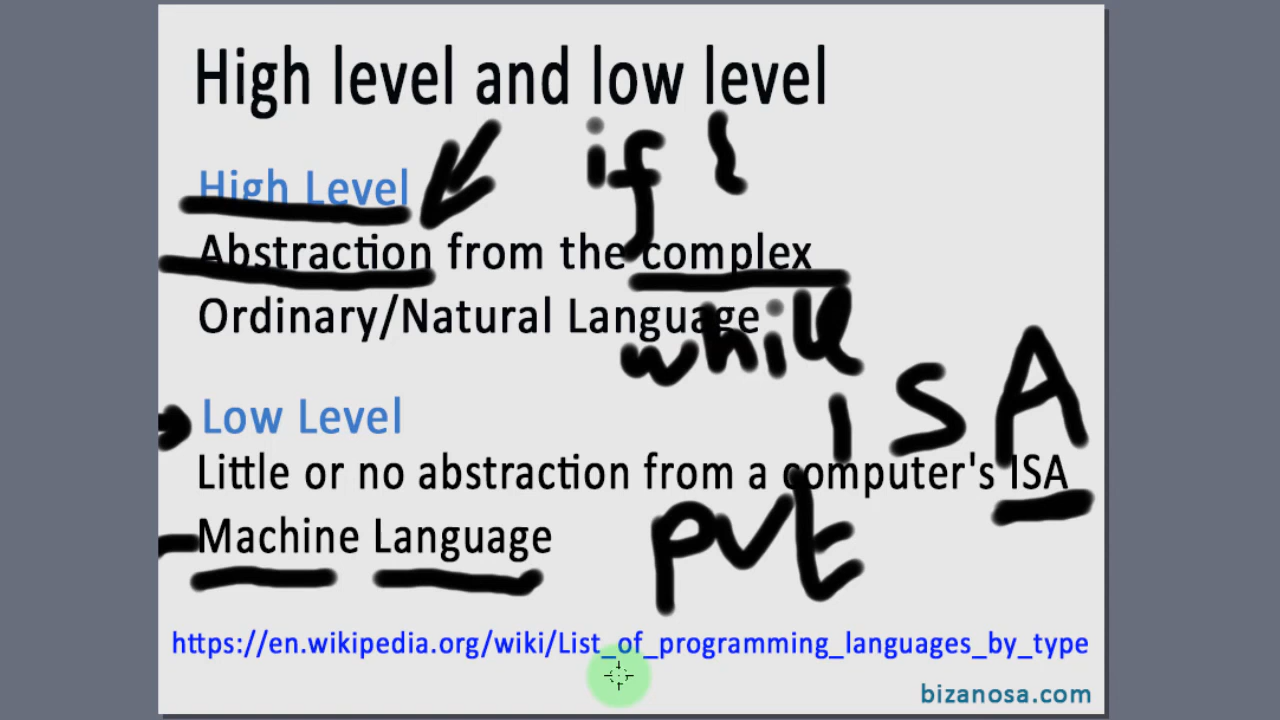 High level and low level
if {
High Level
Abstraction from the complex
Ordinary/Natural Language
while
ISA
Low Level
Little or no abstraction from a computer's ISA
Machine Language
put
https://en.wikipedia.org/wiki/List_of_programming_languages_by_type
bizanosa.com